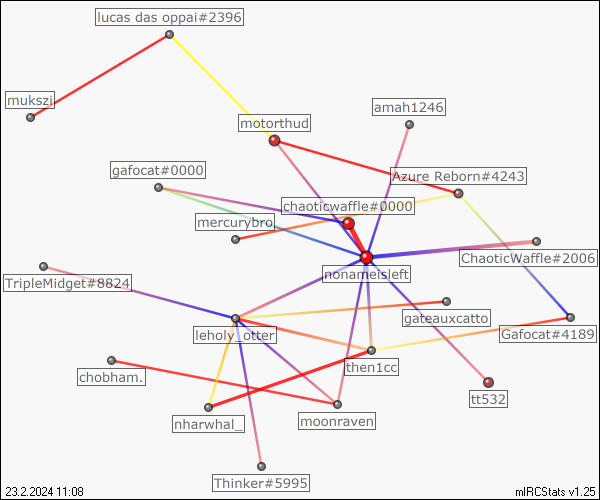 lucas das oppai#2396
mukszi
amah1246
motorthud
gafocat#0000
Azure Reborn#4243
chaoticwaffle#0000
mercurybro
ChaoticWaffle#2006
nonameisleft
TripleMidget#8824
gateauxcatto
Gafocat#4189
leholy_otter
then1cc
chobham.
tt532
nharwhal_
moonraven
Thinker#5995
23.2.2024 11:08
mIRCStats v1.25